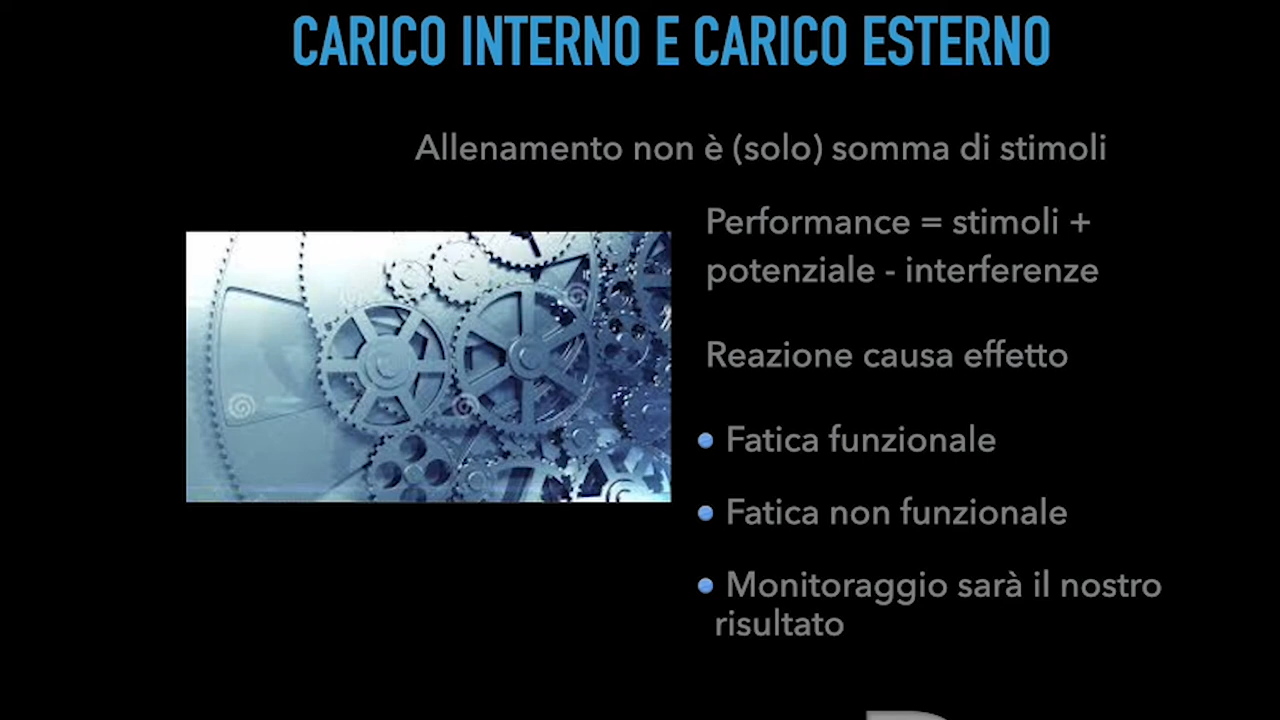 CARICO INTERNO E CARICO ESTERNO
Allenamento non è (solo) somma di stimoli
Performance = stimoli +
potenziale - interferenze
Reazione causa effetto
Fatica funzionale
Fatica non funzionale
Monitoraggio sarà il nostro
risultato